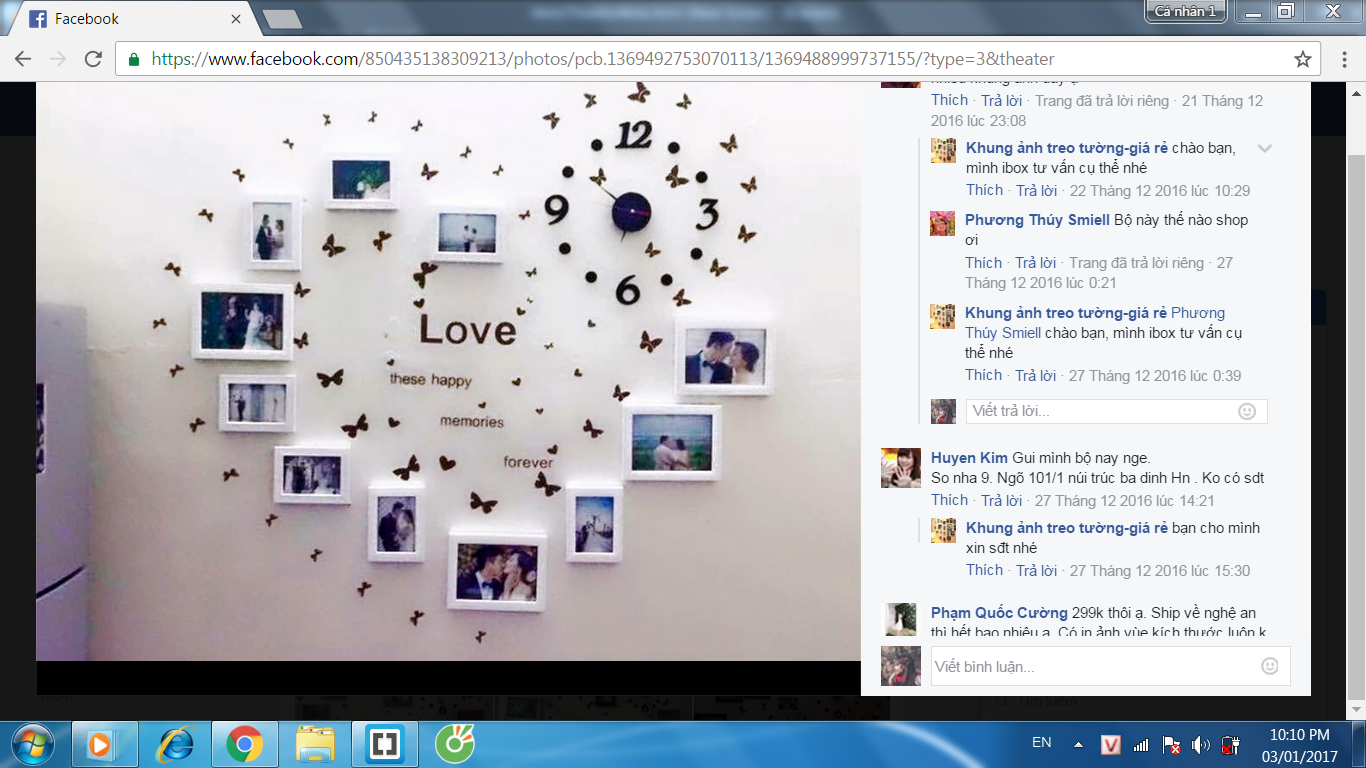 Facebook
Cá nhân 1
https://www.facebook.com/850435138309213/photos/pcb.1369492753070113/1369488999737155/?type=3&theater
12
9
3
6
Love
these happy
memories
forever
Thích · Trả lời · Trang đã trả lời riêng · 21 Tháng 12
2016 lúc 23:08
Khung ảnh treo tường-giá rẻ chào bạn,
mình ibox tư vấn cụ thể nhé
Thích · Trả lời · 22 Tháng 12 2016 lúc 10:29
Phương Thúy Smiell Bộ này thế nào shop
ơi
Thích · Trả lời · Trang đã trả lời riêng · 27
Tháng 12 2016 lúc 0:21
Khung ảnh treo tường-giá rẻ Phương
Thúy Smiell chào bạn, mình ibox tư vấn cụ
thể nhé
Thích · Trả lời · 27 Tháng 12 2016 lúc 0:39
Viết trả lời...
Huyen Kim Gui mình bộ nay nge.
So nha 9. Ngõ 101/1 núi trúc ba dinh Hn . Ko có sdt
Thích · Trả lời · 27 Tháng 12 2016 lúc 14:21
Khung ảnh treo tường-giá rẻ bạn cho mình
xin sđt nhé
Thích · Trả lời · 27 Tháng 12 2016 lúc 15:30
Phạm Quốc Cường 299k thôi ạ. Ship về nghệ an
thì hết bao nhiêu ạ. Có in ảnh vùe kích thước luôn k
Viết bình luận...
Tìm kiếm
EN
10:10 PM
03/01/2017